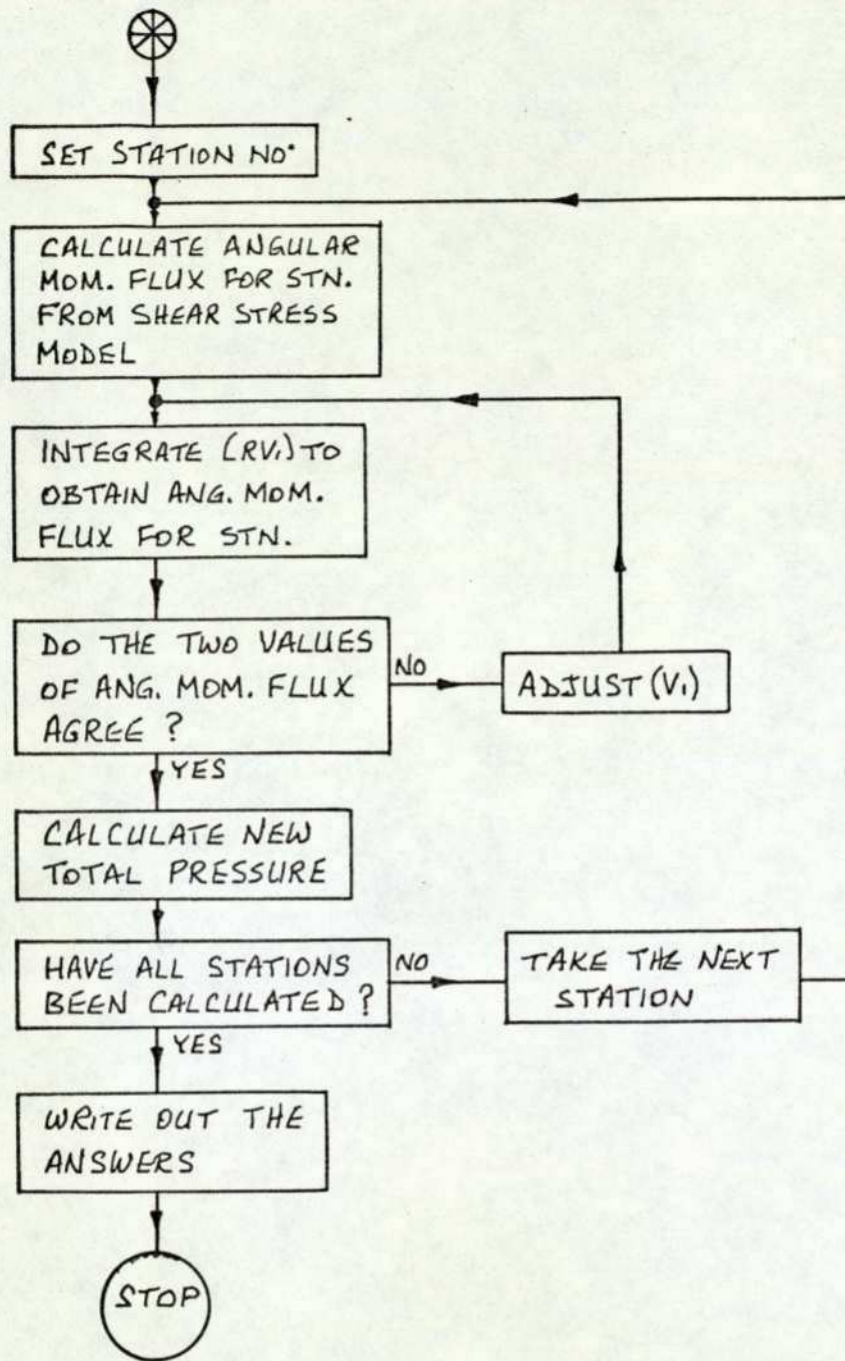 SET STATION NO.
CALCULATE ANGULAR
MOM. FLUX FOR STN.
FROM SHEAR STRESS
MODEL
INTEGRATE (RV₁) TO
OBTAIN ANG. MOM.
FLUX FOR STN.
DO THE TWO VALUES
OF ANG. MOM. FLUX
AGREE ?
NO
ADJUST (V₁)
YES
CALCULATE NEW
TOTAL PRESSURE
HAVE ALL STATIONS
BEEN CALCULATED ?
NO
TAKE THE NEXT
STATION
YES
WRITE OUT THE
ANSWERS
STOP